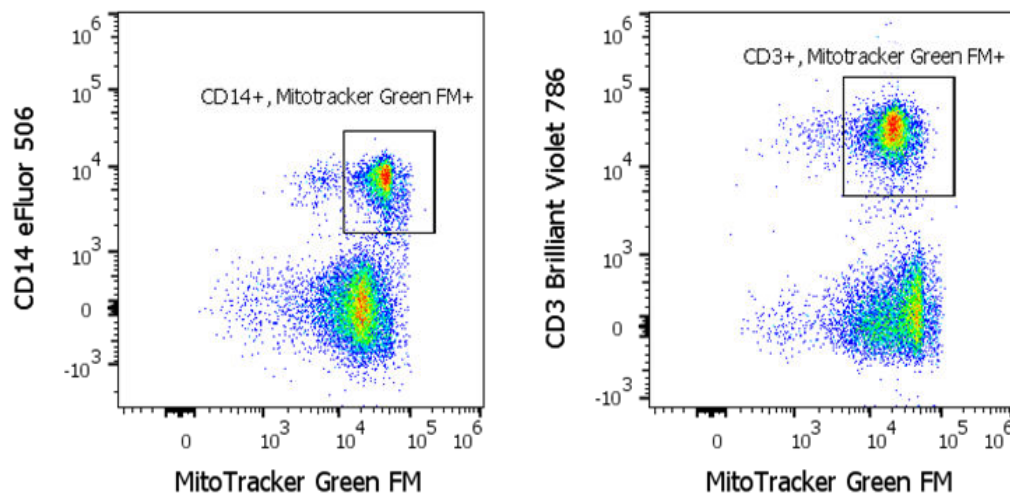 CD14+, Mitotracker Green FM+
CD14 eFluor 506
10^6
10^5
10^4
10^3
0
-10^3
0 10^3 10^4 10^5 10^6
MitoTracker Green FM
CD3+, Mitotracker Green FM+
CD3 Brilliant Violet 786
10^6
10^5
10^4
10^3
0
-10^3
0 10^3 10^4 10^5 10^6
MitoTracker Green FM